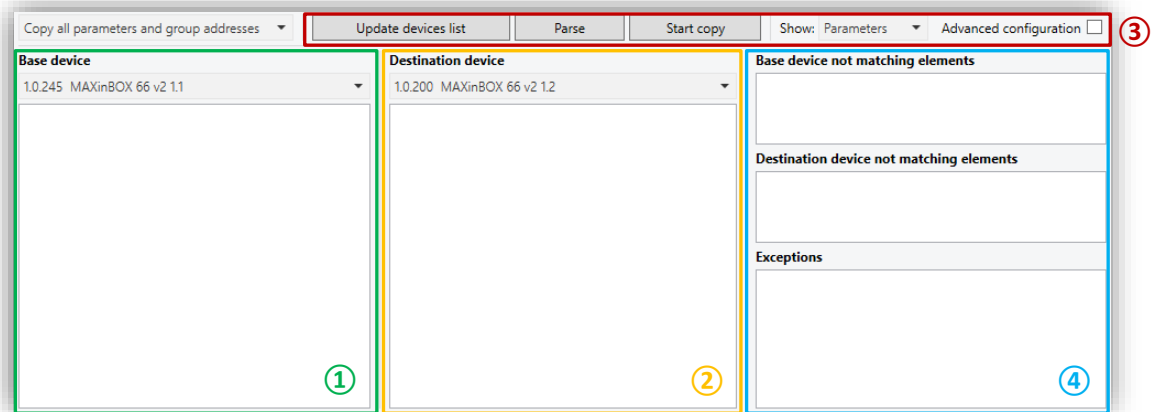 Copy all parameters and group addresses
Update devices list
Parse
Start copy
Show: Parameters
Advanced configuration
③
Base device
1.0.245 MAXinBOX 66 v2 1.1
①
Destination device
1.0.200 MAXinBOX 66 v2 1.2
②
Base device not matching elements
Destination device not matching elements
Exceptions
④